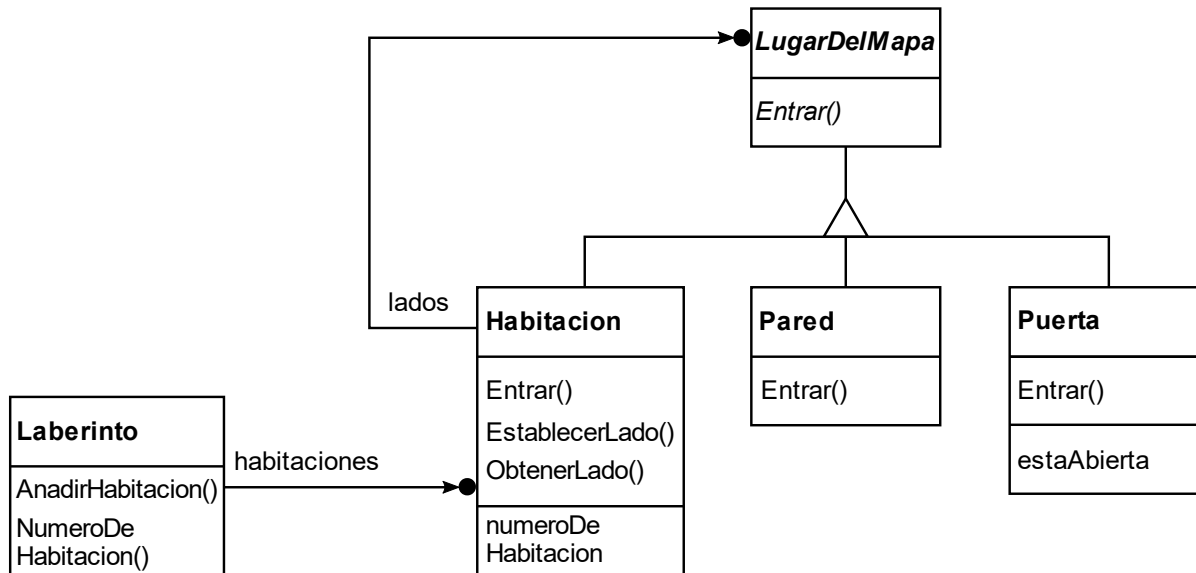 LugarDelMapa
Entrar()
lados
Habitacion
Entrar()
EstablecerLado()
ObtenerLado()
numeroDe
Habitacion
Pared
Entrar()
Puerta
Entrar()
estaAbierta
Laberinto
AnadirHabitacion()
NumeroDe
Habitacion()
habitaciones